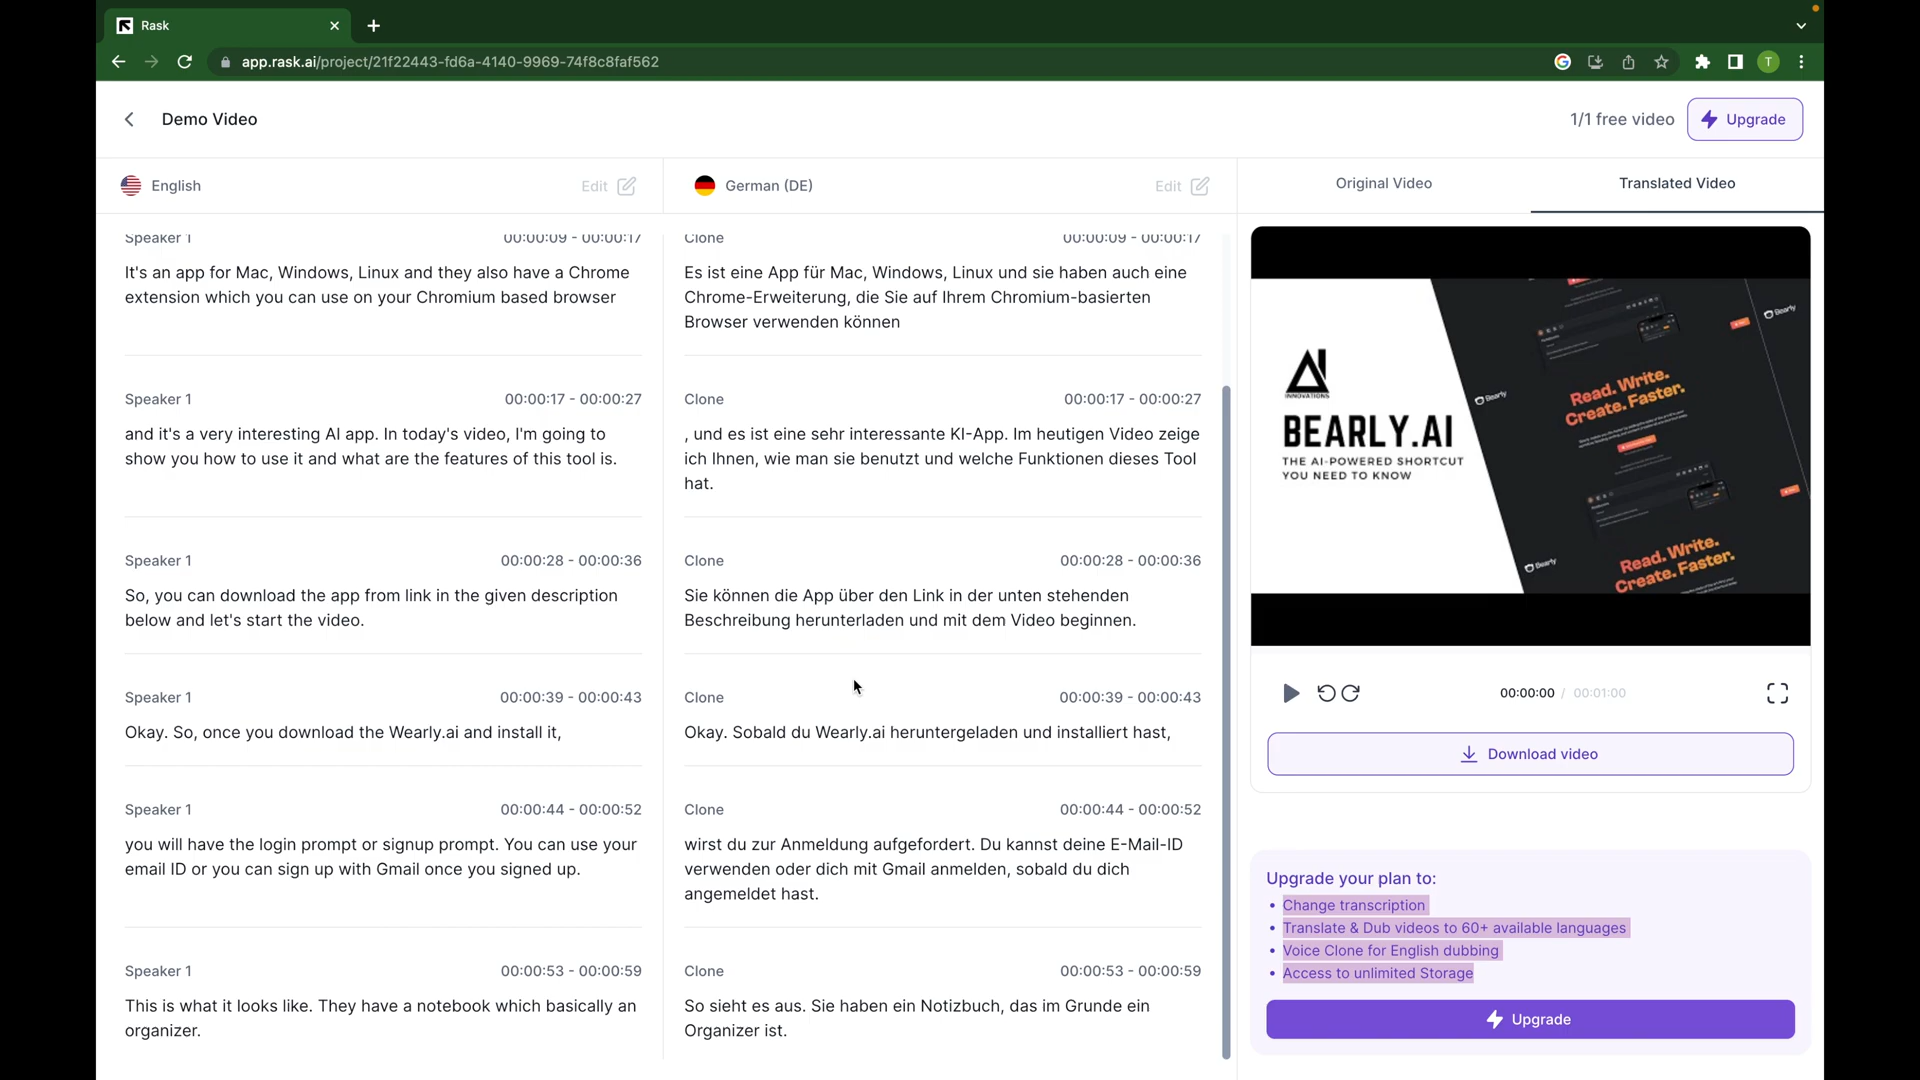 Rask
app.rask.ai/project/21f22443-fd6a-4140-9969-74f8c8faf562
T
Demo Video
1/1 free video
Upgrade
English
Edit
German (DE)
Edit
Original Video
Translated Video
Speaker 1
00:00:09 - 00:00:17
It's an app for Mac, Windows, Linux and they also have a Chrome
extension which you can use on your Chromium based browser
Clone
00:00:09 - 00:00:17
Es ist eine App für Mac, Windows, Linux und sie haben auch eine
Chrome-Erweiterung, die Sie auf Ihrem Chromium-basierten
Browser verwenden können
Speaker 1
00:00:17 - 00:00:27
and it's a very interesting AI app. In today's video, I'm going to
show you how to use it and what are the features of this tool is.
Clone
00:00:17 - 00:00:27
, und es ist eine sehr interessante KI-App. Im heutigen Video zeige
ich Ihnen, wie man sie benutzt und welche Funktionen dieses Tool
hat.
Speaker 1
00:00:28 - 00:00:36
So, you can download the app from link in the given description
below and let's start the video.
Clone
00:00:28 - 00:00:36
Sie können die App über den Link in der unten stehenden
Beschreibung herunterladen und mit dem Video beginnen.
Speaker 1
00:00:39 - 00:00:43
Okay. So, once you download the Wearly.ai and install it,
Clone
00:00:39 - 00:00:43
Okay. Sobald du Wearly.ai heruntergeladen und installiert hast,
Speaker 1
00:00:44 - 00:00:52
you will have the login prompt or signup prompt. You can use your
email ID or you can sign up with Gmail once you signed up.
Clone
00:00:44 - 00:00:52
wirst du zur Anmeldung aufgefordert. Du kannst deine E-Mail-ID
verwenden oder dich mit Gmail anmelden, sobald du dich
angemeldet hast.
Speaker 1
00:00:53 - 00:00:59
This is what it looks like. They have a notebook which basically an
organizer.
Clone
00:00:53 - 00:00:59
So sieht es aus. Sie haben ein Notizbuch, das im Grunde ein
Organizer ist.
INNOVATIONS
BEARLY.AI
THE AI-POWERED SHORTCUT
YOU NEED TO KNOW
Bearly
Bearly
Read. Write.
Create. Faster.
Bearly
Read. Write.
Create. Faster.
00:00:00 / 00:01:00
Download video
Upgrade your plan to:
• Change transcription
• Translate & Dub videos to 60+ available languages
• Voice Clone for English dubbing
• Access to unlimited Storage
Upgrade